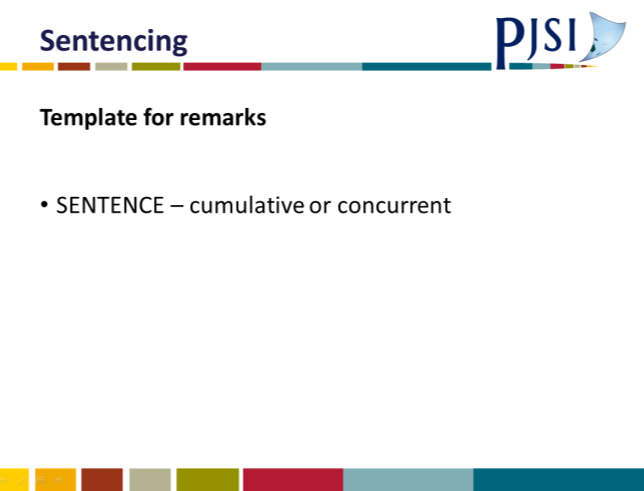 Sentencing
PJSI
Template for remarks
• SENTENCE – cumulative or concurrent